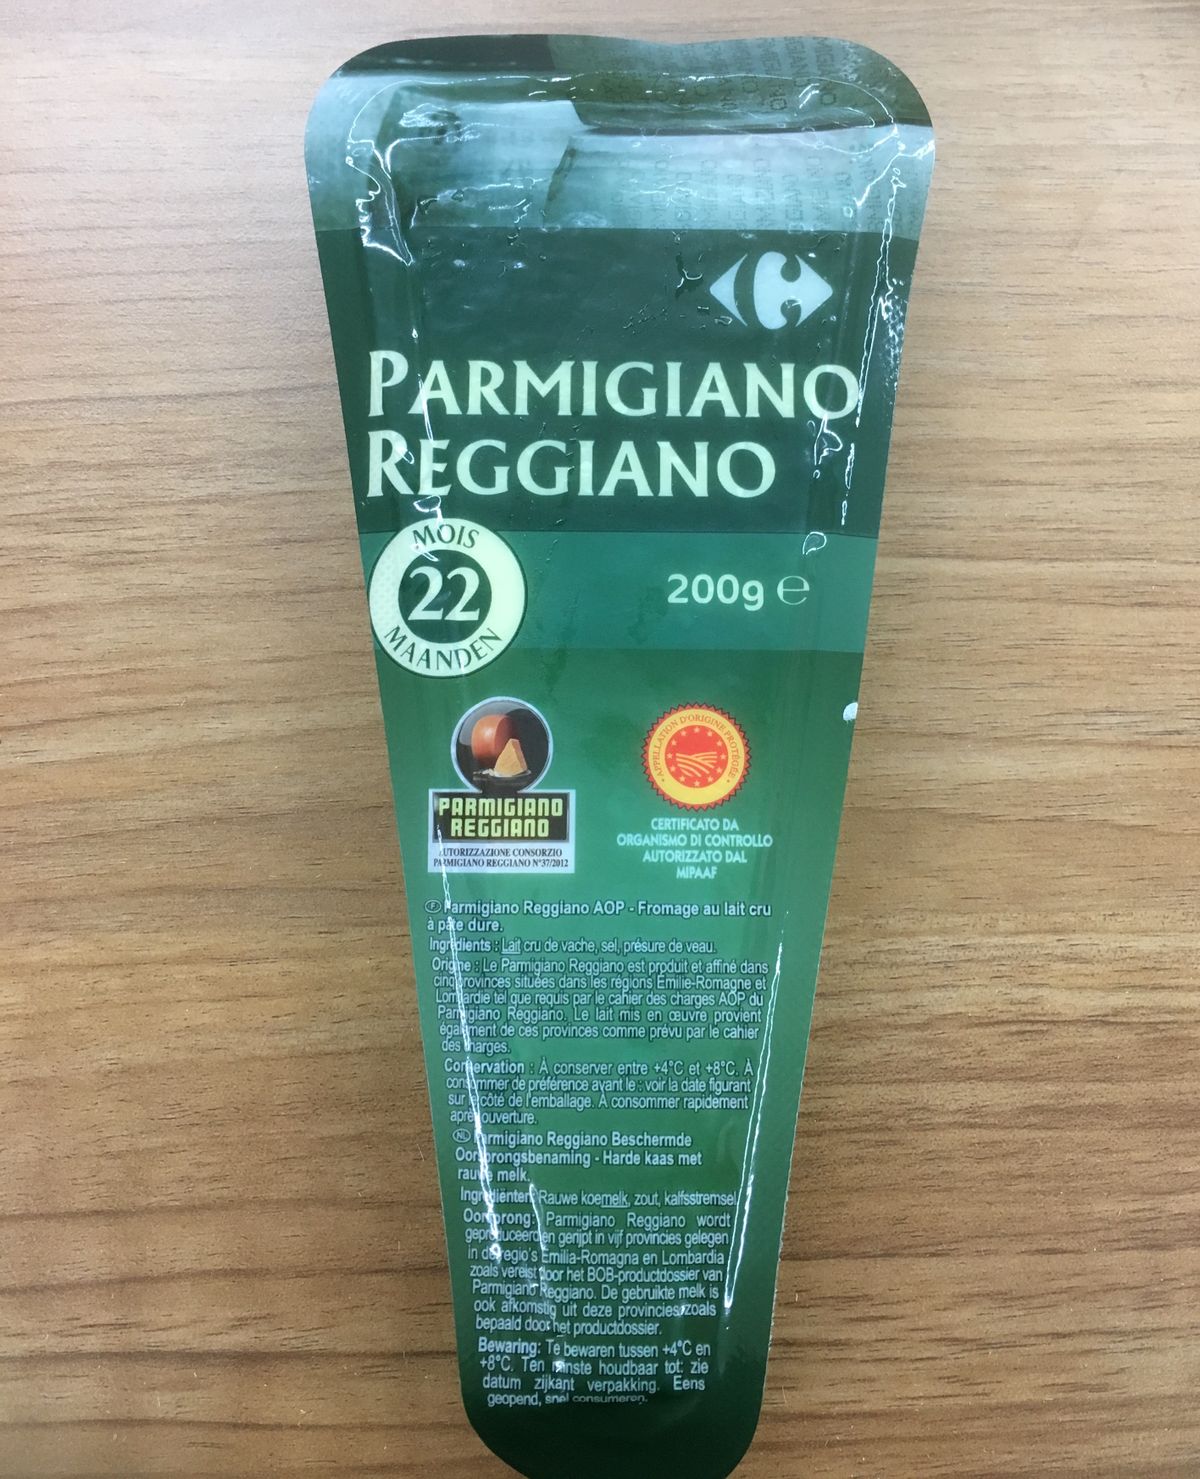 PARMIGIANO
REGGIANO
MOIS
22
MAANDEN
200g ℮
PARMIGIANO
REGGIANO
AUTORIZZAZIONE CONSORZIO
PARMIGIANO REGGIANO N°37/2012
APPELLATION D'ORIGINE PROTÉGÉE
CERTIFICATO DA
ORGANISMO DI CONTROLLO
AUTORIZZATO DAL
MIPAAF
F Parmigiano Reggiano AOP - Fromage au lait cru
à pâte dure.
Ingrédients : Lait cru de vache, sel, présure de veau.
Origine : Le Parmigiano Reggiano est produit et affiné dans
cinq provinces situées dans les régions Émilie-Romagne et
Lombardie tel que requis par le cahier des charges AOP du
Parmigiano Reggiano. Le lait mis en œuvre provient
également de ces provinces comme prévu par le cahier
des charges.
Conservation : À conserver entre +4°C et +8°C. À
consommer de préférence avant le : voir la date figurant
sur le côté de l'emballage. À consommer rapidement
après ouverture.
NL Parmigiano Reggiano Beschermde
Oorsprongsbenaming - Harde kaas met
rauwe melk.
Ingrediënten: Rauwe koemelk, zout, kalfsstremsel
Oorsprong: Parmigiano Reggiano wordt
geproduceerd en gerijpt in vijf provincies gelegen
in de regio's Emilia-Romagna en Lombardia
zoals vereist door het BOB-productdossier van
Parmigiano Reggiano. De gebruikte melk is
ook afkomstig uit deze provincies zoals
bepaald door het productdossier.
Bewaring: Te bewaren tussen +4°C en
+8°C. Ten minste houdbaar tot: zie
datum zijkant verpakking. Eens
geopend, snel consumeren.